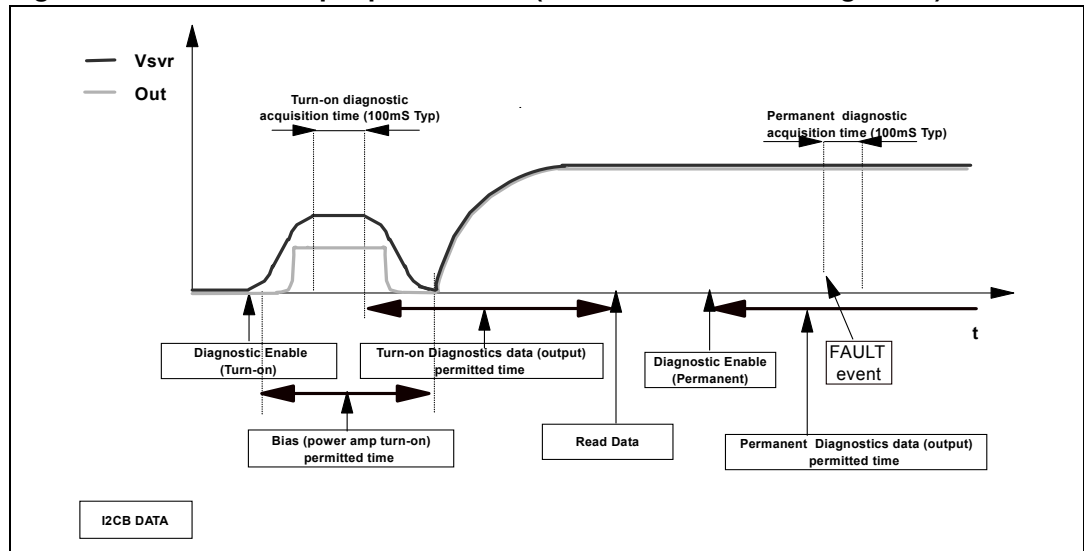 Vsvr
Out
Turn-on diagnostic
acquisition time (100mS Typ)
Permanent diagnostic
acquisition time (100mS Typ)
t
Diagnostic Enable
(Turn-on)
Turn-on Diagnostics data (output)
permitted time
Diagnostic Enable
(Permanent)
FAULT
event
Bias (power amp turn-on)
permitted time
Read Data
Permanent Diagnostics data (output)
permitted time
I2CB DATA